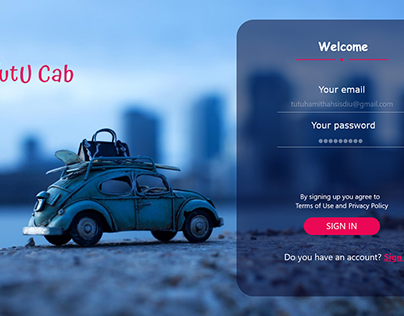 utU Cab
Welcome
Your email
tutuhamithahsisdiu@gmail.com
Your password
By signing up you agree to
Terms of Use and Privacy Policy
SIGN IN
Do you have an account? Sign